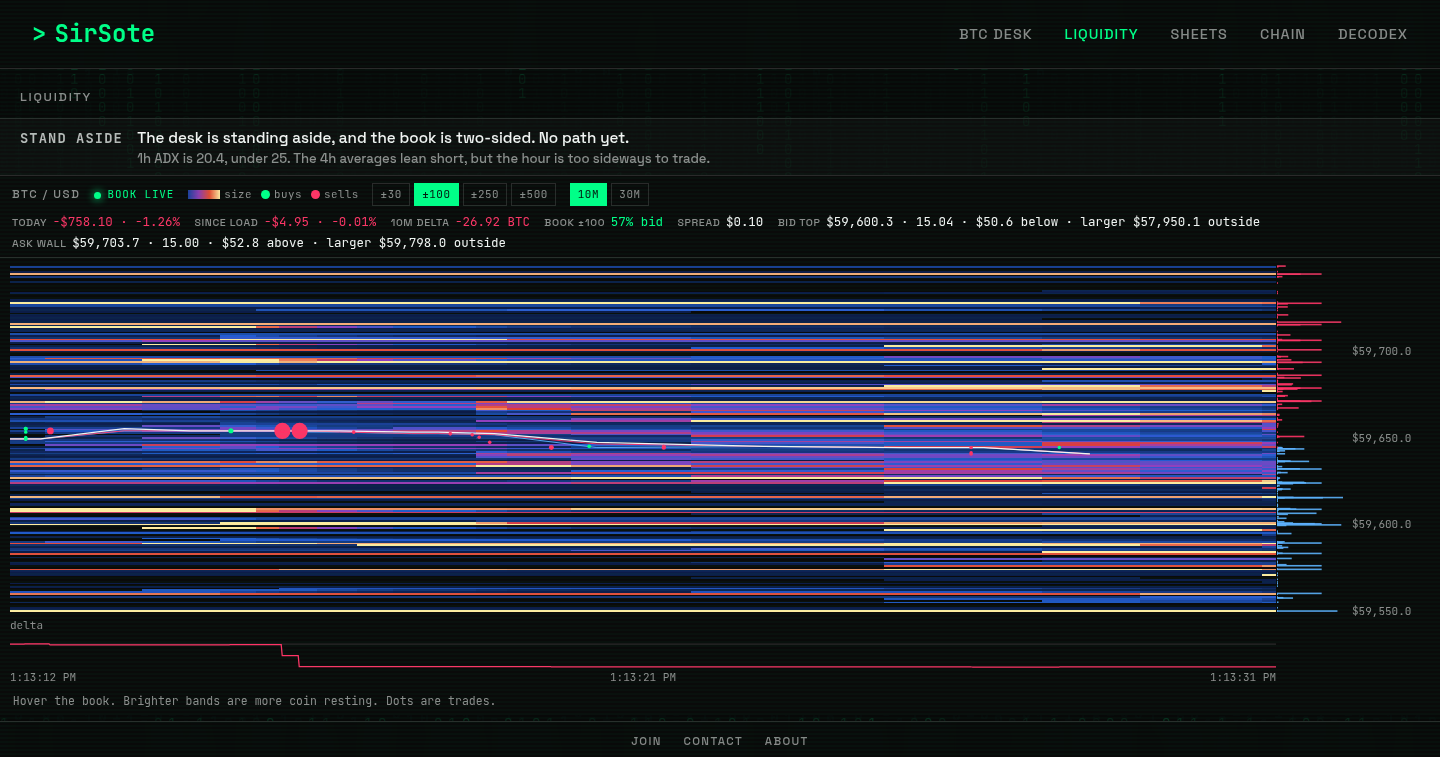 > SirSote
BTC DESK LIQUIDITY SHEETS CHAIN DECODEX
LIQUIDITY
STAND ASIDE The desk is standing aside, and the book is two-sided. No path yet.
1h ADX is 20.4, under 25. The 4h averages lean short, but the hour is too sideways to trade.
BTC / USD BOOK LIVE size buys sells ±30 ±100 ±250 ±500 10M 30M
TODAY -$758.10 · -1.26% SINCE LOAD -$4.95 · -0.01% 10M DELTA -26.92 BTC BOOK ±100 57% bid SPREAD $0.10 BID TOP $59,600.3 · 15.04 · $50.6 below · larger $57,950.1 outside
ASK WALL $59,703.7 · 15.00 · $52.8 above · larger $59,798.0 outside
$59,700.0
$59,650.0
$59,600.0
$59,550.0
delta
1:13:12 PM 1:13:21 PM 1:13:31 PM
Hover the book. Brighter bands are more coin resting. Dots are trades.
JOIN CONTACT ABOUT